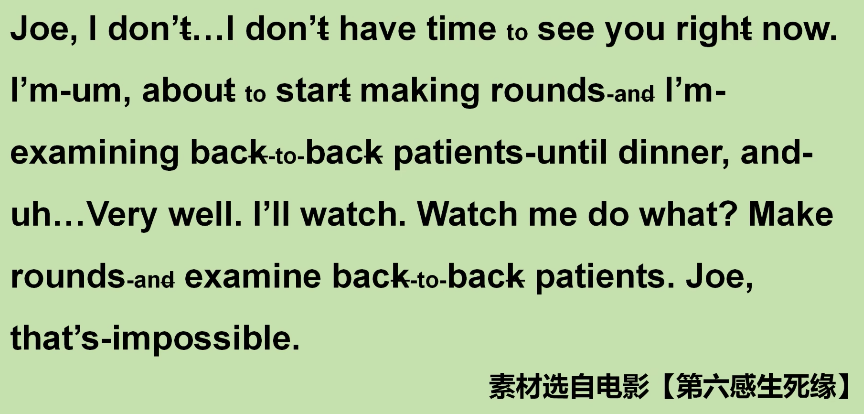 Joe, I don’t…I don’t have time to see you right now.
I’m-um, about to start making rounds-and I’m-
examining back-to-back patients-until dinner, and-
uh…Very well. I’ll watch. Watch me do what? Make
rounds-and examine back-to-back patients. Joe,
that’s-impossible.
素材选自电影【第六感生死缘】